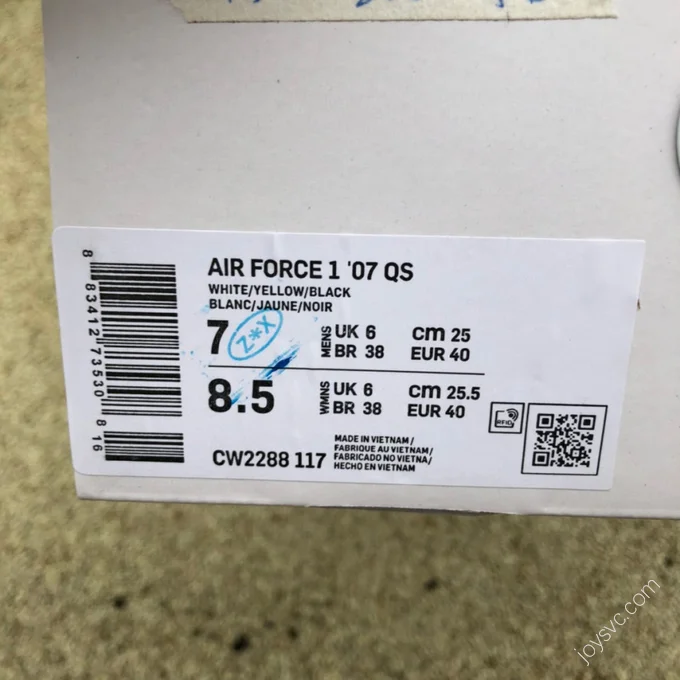 AIR FORCE 1 '07 QS
WHITE/YELLOW/BLACK
BLANC/JAUNE/NOIR
7 Z*X MENS UK 6 cm 25
BR 38 EUR 40
8.5 WMNS UK 6 cm 25.5
BR 38 EUR 40
CW2288 117
MADE IN VIETNAM/
FABRIQUE AU VIETNAM/
FABRICADO NO VIETNA/
HECHO EN VIETNAM
RFID
8 83412 73530 8 16
joysvc.com